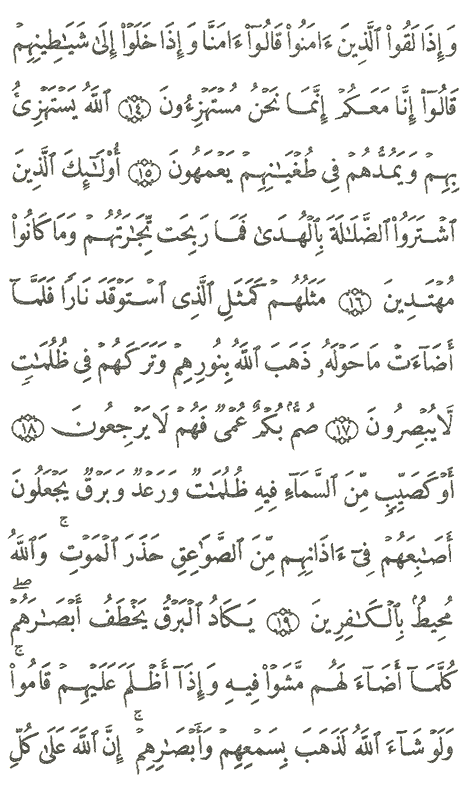 وَإِذَا لَقُوا۟ ٱلَّذِينَ ءَامَنُوا۟ قَالُوٓا۟ ءَامَنَّا وَإِذَا خَلَوْا۟ إِلَىٰ شَيَـٰطِينِهِمْ
قَالُوٓا۟ إِنَّا مَعَكُمْ إِنَّمَا نَحْنُ مُسْتَهْزِءُونَ ١٤ ٱللَّهُ يَسْتَهْزِئُ
بِهِمْ وَيَمُدُّهُمْ فِى طُغْيَـٰنِهِمْ يَعْمَهُونَ ١٥ أُو۟لَـٰٓئِكَ ٱلَّذِينَ
ٱشْتَرَوُا۟ ٱلضَّلَـٰلَةَ بِٱلْهُدَىٰ فَمَا رَبِحَت تِّجَـٰرَتُهُمْ وَمَا كَانُوا۟
مُهْتَدِينَ ١٦ مَثَلُهُمْ كَمَثَلِ ٱلَّذِى ٱسْتَوْقَدَ نَارًا فَلَمَّآ
أَضَآءَتْ مَا حَوْلَهُۥ ذَهَبَ ٱللَّهُ بِنُورِهِمْ وَتَرَكَهُمْ فِى ظُلُمَـٰتٍ
لَّا يُبْصِرُونَ ١٧ صُمٌّۢ بُكْمٌ عُمْىٌ فَهُمْ لَا يَرْجِعُونَ ١٨
أَوْ كَصَيِّبٍ مِّنَ ٱلسَّمَآءِ فِيهِ ظُلُمَـٰتٌ وَرَعْدٌ وَبَرْقٌ يَجْعَلُونَ
أَصَـٰبِعَهُمْ فِىٓ ءَاذَانِهِم مِّنَ ٱلصَّوَٰعِقِ حَذَرَ ٱلْمَوْتِ ۚ وَٱللَّهُ
مُحِيطٌۢ بِٱلْكَـٰفِرِينَ ١٩ يَكَادُ ٱلْبَرْقُ يَخْطَفُ أَبْصَـٰرَهُمْ ۖ
كُلَّمَآ أَضَآءَ لَهُم مَّشَوْا۟ فِيهِ وَإِذَآ أَظْلَمَ عَلَيْهِمْ قَامُوا۟ ۚ
وَلَوْ شَآءَ ٱللَّهُ لَذَهَبَ بِسَمْعِهِمْ وَأَبْصَـٰرِهِمْ ۚ إِنَّ ٱللَّهَ عَلَىٰ كُلِّ